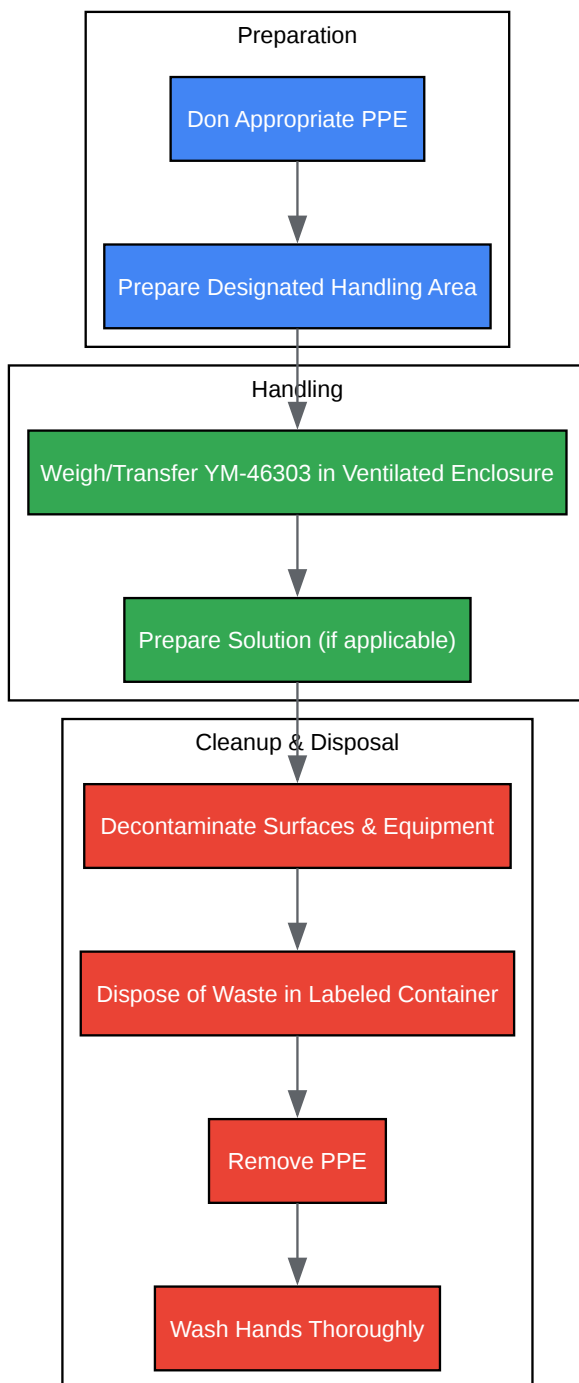 Preparation
Don Appropriate PPE
Prepare Designated Handling Area
Handling
Weigh/Transfer YM-46303 in Ventilated Enclosure
Prepare Solution (if applicable)
Cleanup & Disposal
Decontaminate Surfaces & Equipment
Dispose of Waste in Labeled Container
Remove PPE
Wash Hands Thoroughly